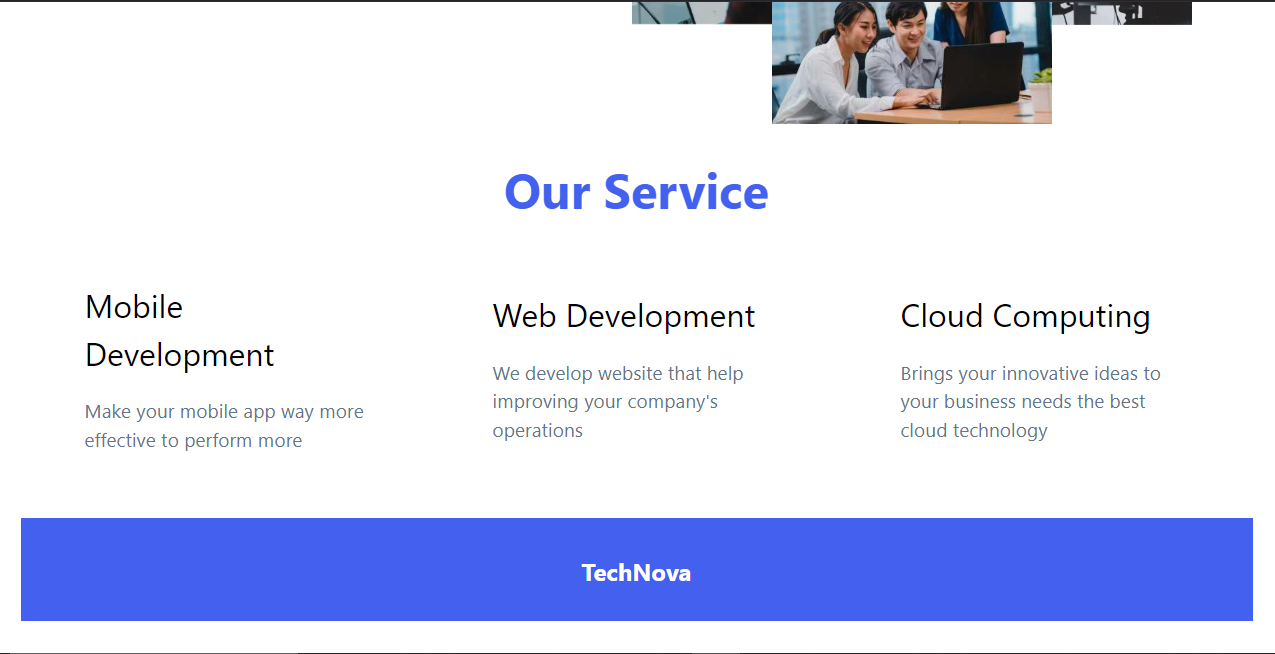 Our Service
Mobile
Development
Make your mobile app way more
effective to perform more
Web Development
We develop website that help
improving your company's
operations
Cloud Computing
Brings your innovative ideas to
your business needs the best
cloud technology
TechNova